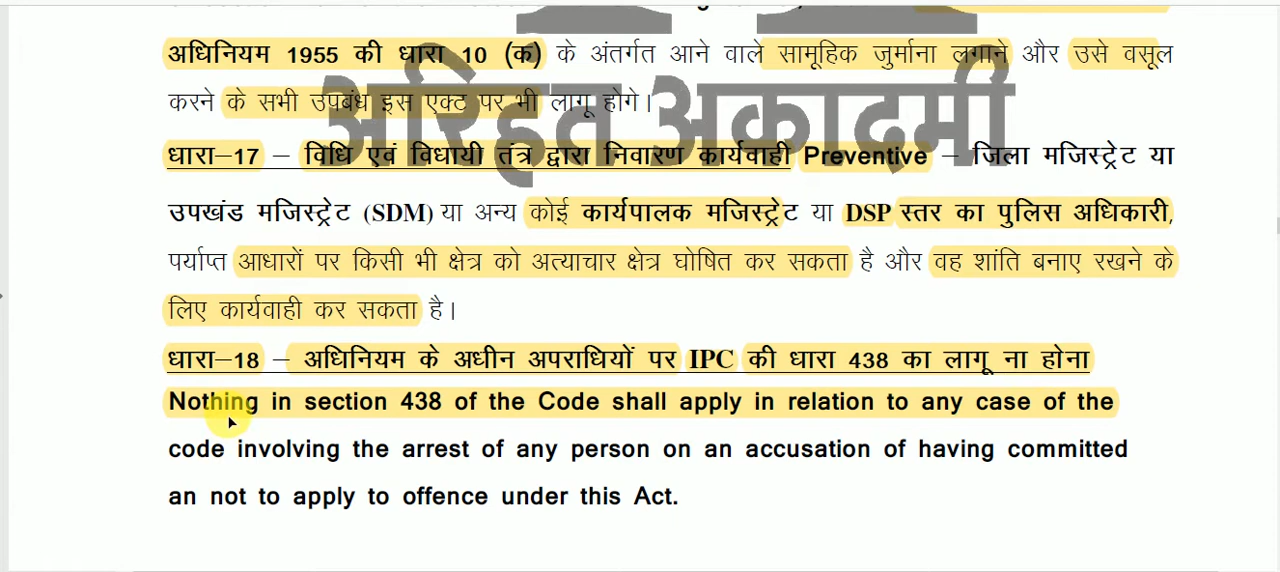 अधिनियम 1955 की धारा 10 (क) के अंतर्गत आने वाले सामूहिक जुर्माना लगाने और उसे वसूल
करने के सभी उपबंध इस एक्ट पर भी लागू होगे।
अरिहंत अकादमी
धारा–17 – विधि एवं विधायी तंत्र द्वारा निवारण कार्यवाही Preventive – जिला मजिस्ट्रेट या
उपखंड मजिस्ट्रेट (SDM) या अन्य कोई कार्यपालक मजिस्ट्रेट या DSP स्तर का पुलिस अधिकारी,
पर्याप्त आधारों पर किसी भी क्षेत्र को अत्याचार क्षेत्र घोषित कर सकता है और वह शांति बनाए रखने के
लिए कार्यवाही कर सकता है।
धारा–18 – अधिनियम के अधीन अपराधियों पर IPC की धारा 438 का लागू ना होना
Nothing in section 438 of the Code shall apply in relation to any case of the
code involving the arrest of any person on an accusation of having committed
an not to apply to offence under this Act.